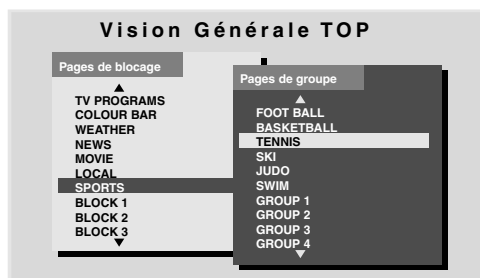 Vision Générale TOP
Pages de blocage
TV PROGRAMS
COLOUR BAR
WEATHER
NEWS
MOVIE
LOCAL
SPORTS
BLOCK 1
BLOCK 2
BLOCK 3
Pages de groupe
FOOT BALL
BASKETBALL
TENNIS
SKI
JUDO
SWIM
GROUP 1
GROUP 2
GROUP 3
GROUP 4